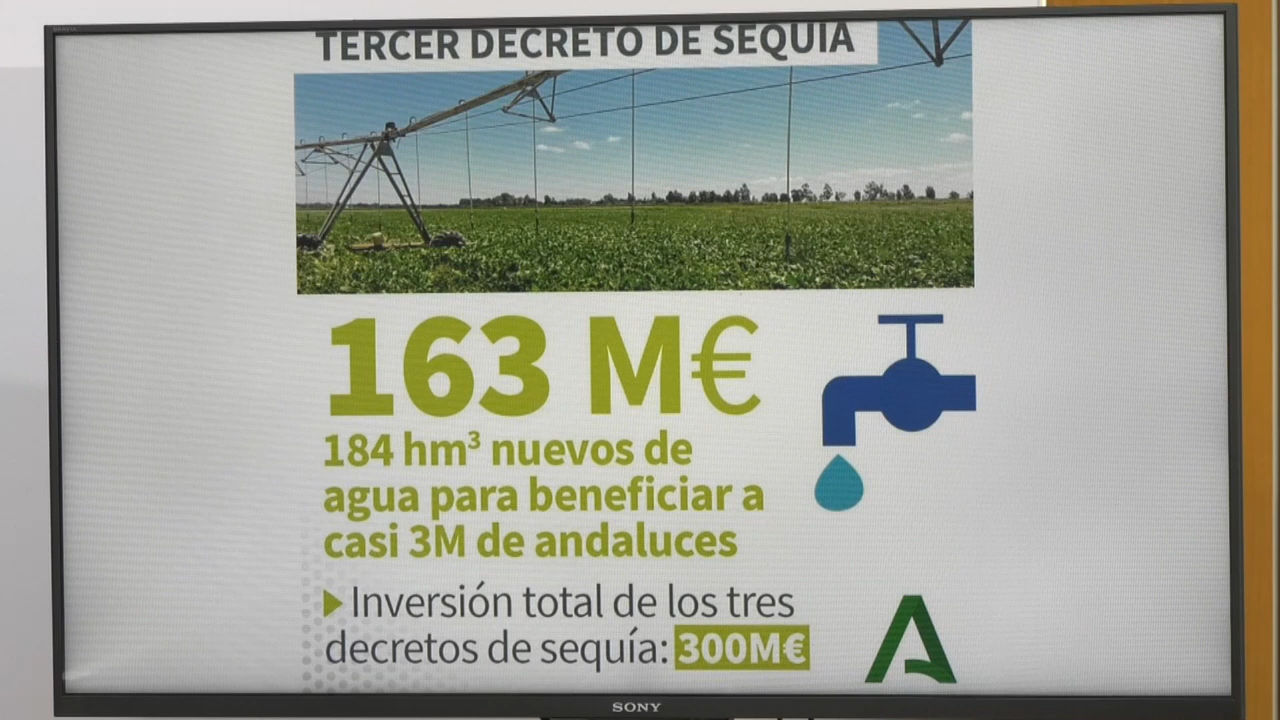 BRAVIA
TERCER DECRETO DE SEQUÍA
163 M€
184 hm³ nuevos de
agua para beneficiar a
casi 3M de andaluces
Inversión total de los tres
decretos de sequía: 300M€
SONY